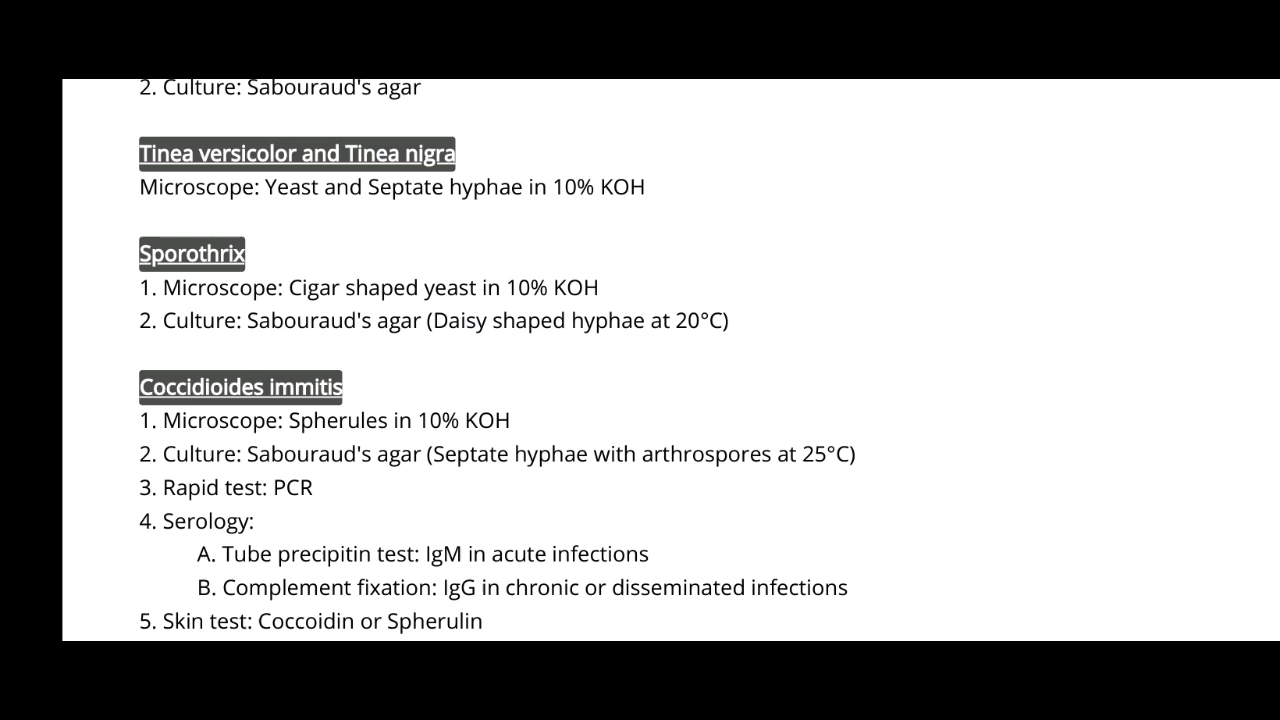 2. Culture: Sabouraud's agar
Tinea versicolor and Tinea nigra
Microscope: Yeast and Septate hyphae in 10% KOH
Sporothrix
1. Microscope: Cigar shaped yeast in 10% KOH
2. Culture: Sabouraud's agar (Daisy shaped hyphae at 20°C)
Coccidioides immitis
1. Microscope: Spherules in 10% KOH
2. Culture: Sabouraud's agar (Septate hyphae with arthrospores at 25°C)
3. Rapid test: PCR
4. Serology:
A. Tube precipitin test: IgM in acute infections
B. Complement fixation: IgG in chronic or disseminated infections
5. Skin test: Coccoidin or Spherulin